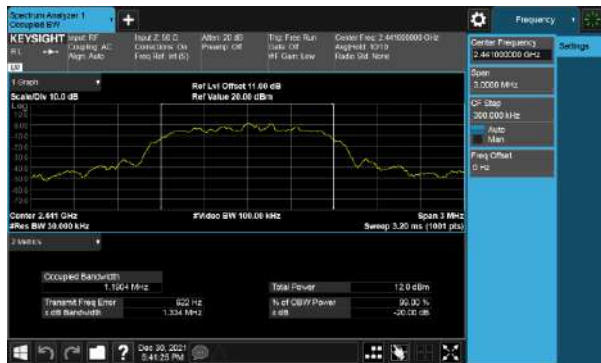 Spectrum Analyzer 1
Occupied BW
Frequency
KEYSIGHT Input: RF
Coupling: AC
Align: Auto
Input Z: 50 Ω
Corrections: On
Freq Ref: Int (S)
Atten: 20 dB
Preamp: Off
Trig: Free Run
Gate: Off
#IF Gain: Low
Center Freq: 2.441000000 GHz
Avg|Hold: 10/10
Radio Std: None
Center Frequency
2.441000000 GHz
Settings
Span
3.0000 MHz
CF Step
300.000 kHz
Auto
Man
Freq Offset
0 Hz
1 Graph
Scale/Div 10.0 dB
Ref Lvl Offset 11.00 dB
Ref Value 20.00 dBm
Log
Center 2.441 GHz
#Res BW 30.000 kHz
#Video BW 100.00 kHz
Span 3 MHz
Sweep 3.20 ms (1001 pts)
2 Metrics
Occupied Bandwidth
1.1904 MHz
Total Power 12.0 dBm
Transmit Freq Error 622 Hz
% of OBW Power 99.00 %
x dB Bandwidth 1.334 MHz
x dB -20.00 dB
Dec 30, 2021
5:41:25 PM